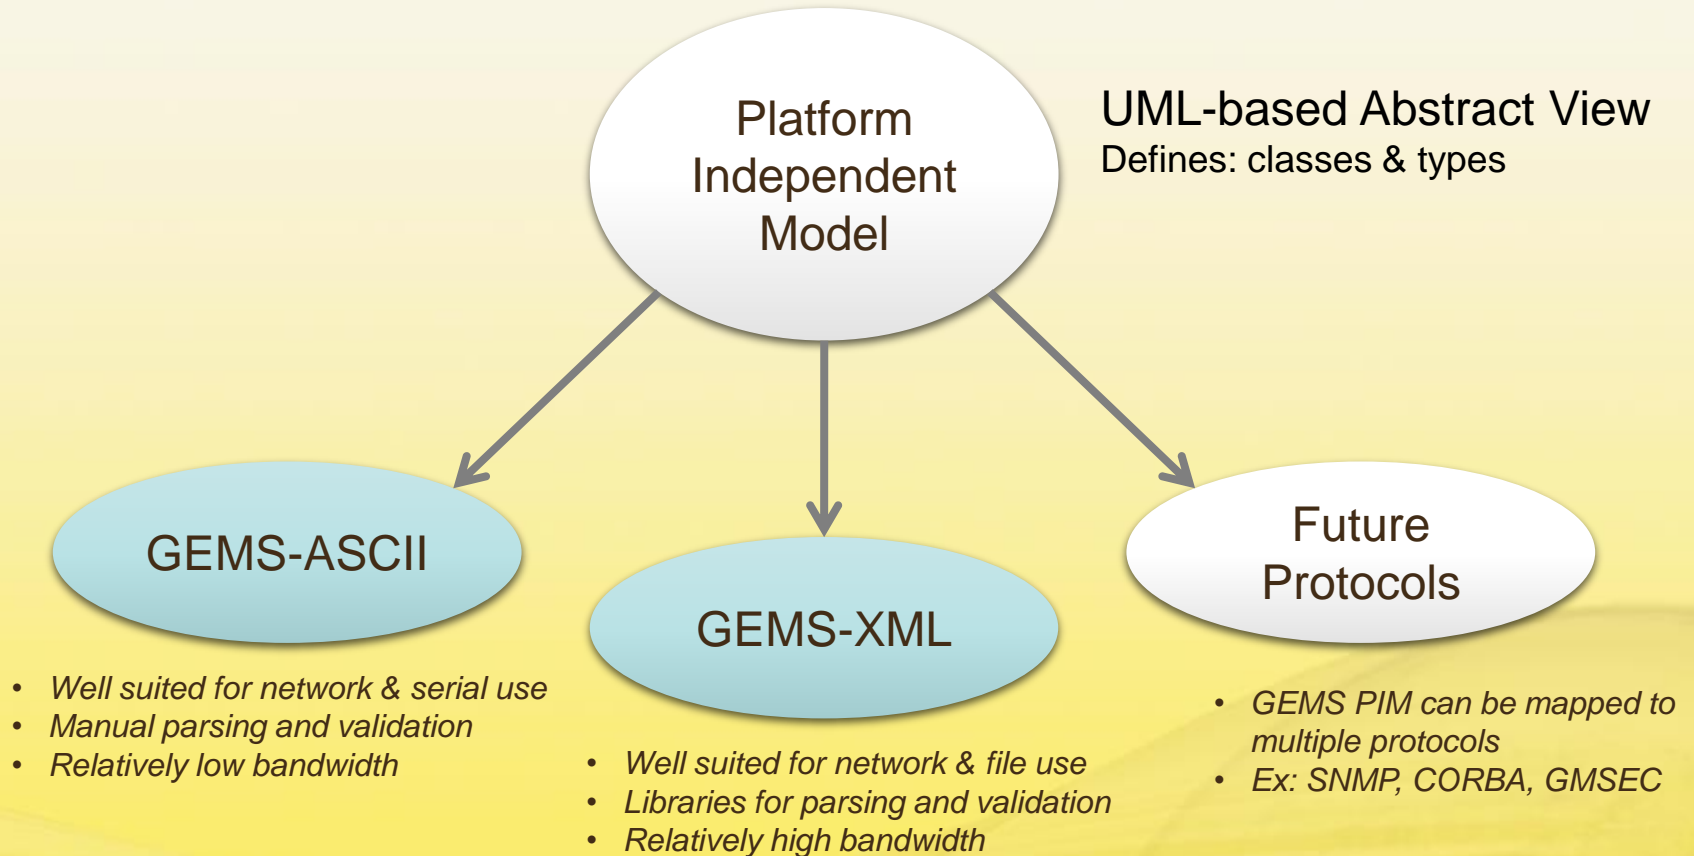 Platform
Independent
Model
UML-based Abstract View
Defines: classes & types
GEMS-ASCII
• Well suited for network & serial use
• Manual parsing and validation
• Relatively low bandwidth
GEMS-XML
• Well suited for network & file use
• Libraries for parsing and validation
• Relatively high bandwidth
Future
Protocols
• GEMS PIM can be mapped to
multiple protocols
• Ex: SNMP, CORBA, GMSEC